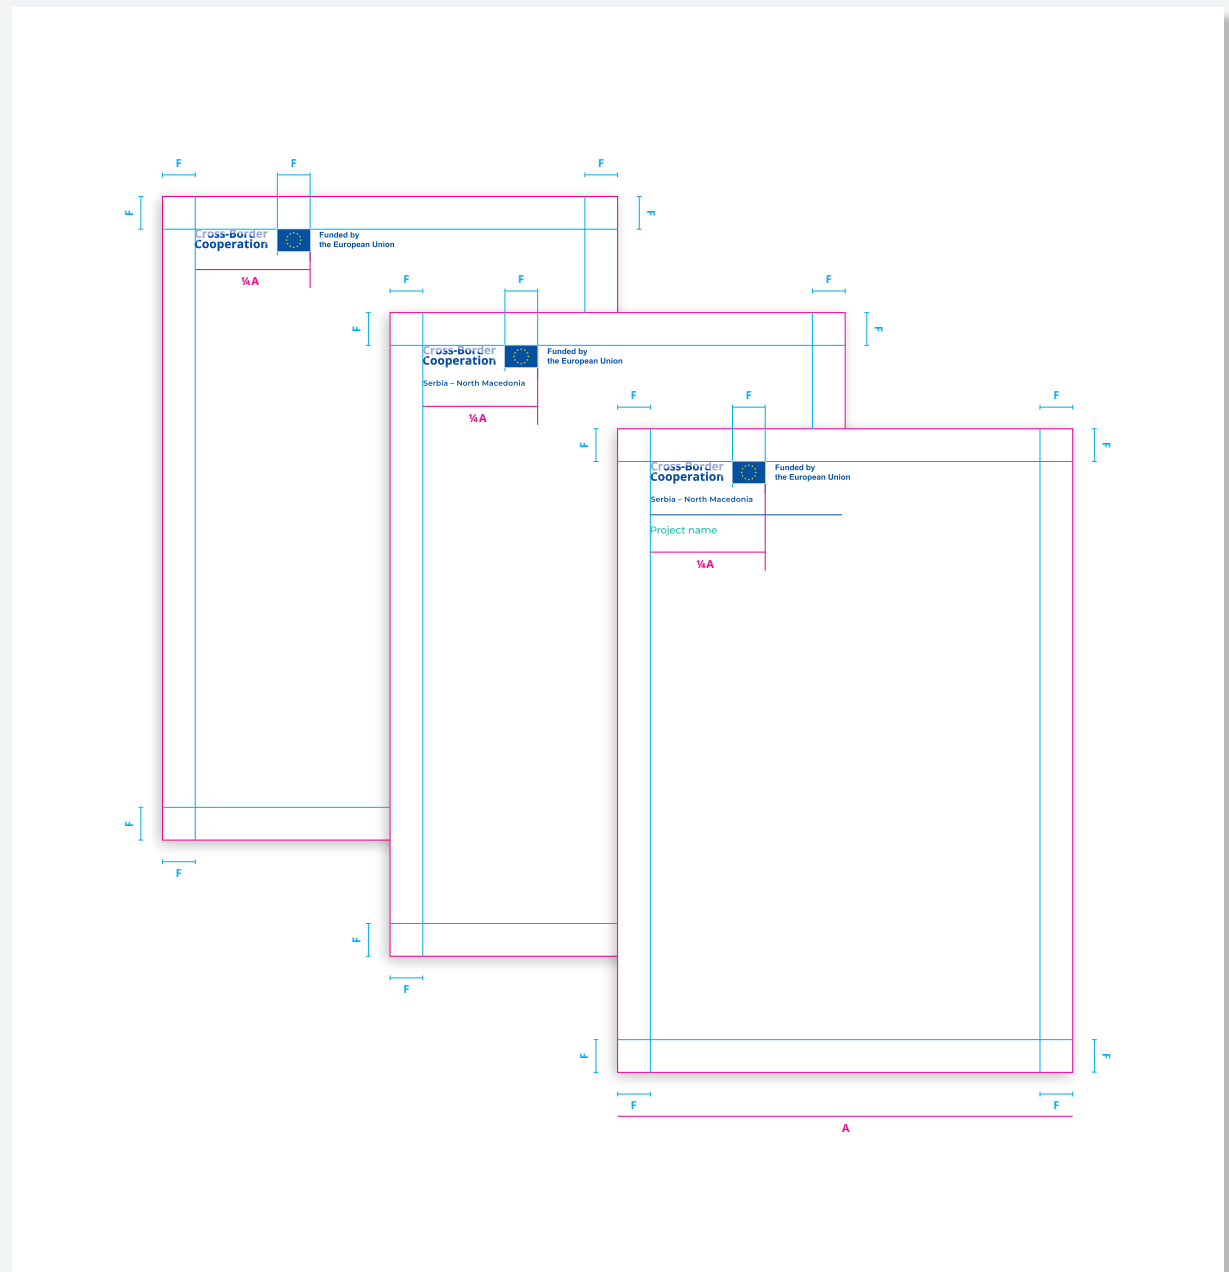 F F F
F F
Cross-Border
Cooperation
Funded by
the European Union
¼A
F F F
F F
Cross-Border
Cooperation
Funded by
the European Union
Serbia – North Macedonia
¼A
F F F
F F
Cross-Border
Cooperation
Funded by
the European Union
Serbia – North Macedonia
Project name
¼A
F
F
F
F
F F
F F
A